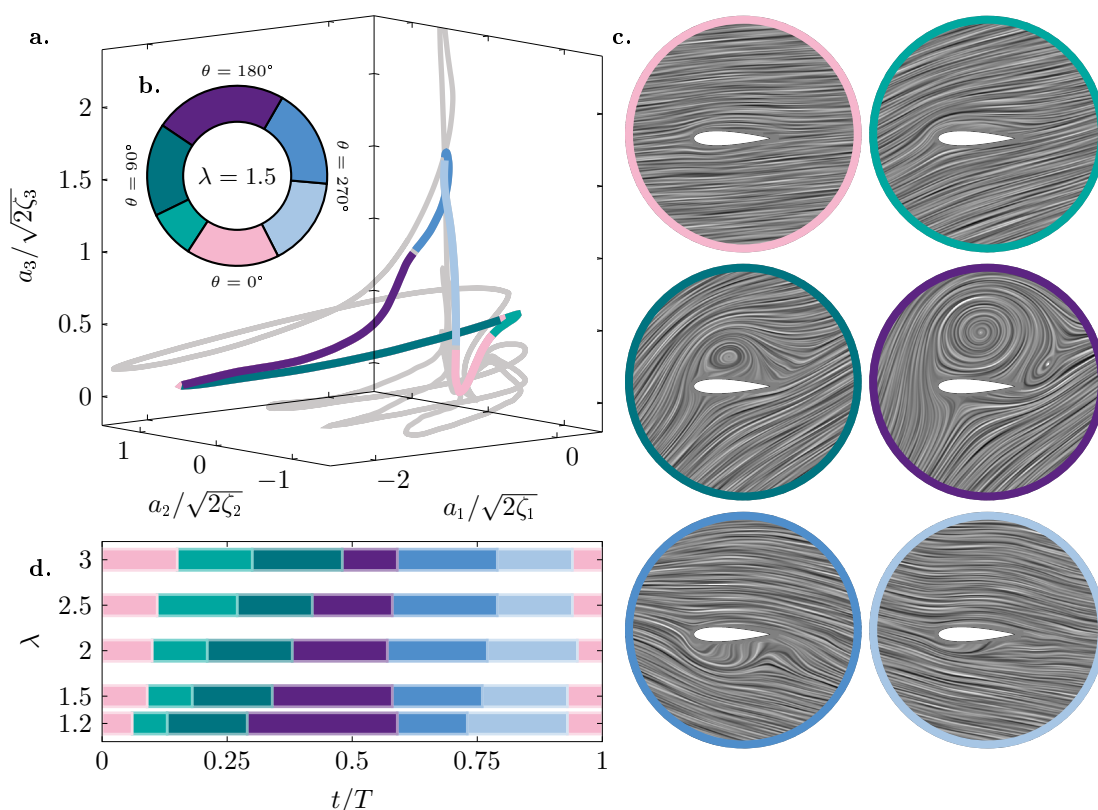 a.
b.
c.
θ = 180°
θ = 90°
λ = 1.5
θ = 270°
θ = 0°
a₃/√2ζ₃
2
1.5
1
0.5
0
1
0
−1
−2
0
a₂/√2ζ₂
a₁/√2ζ₁
d.
λ
3
2.5
2
1.5
1.2
0
0.25
0.5
0.75
1
t/T